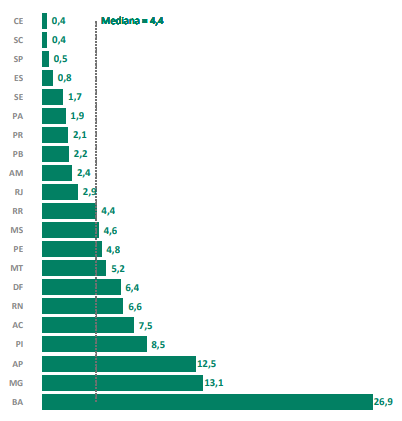 CE 0,4 Mediana = 4,4
SC 0,4
SP 0,5
ES 0,8
SE 1,7
PA 1,9
PR 2,1
PB 2,2
AM 2,4
RJ 2,9
RR 4,4
MS 4,6
PE 4,8
MT 5,2
DF 6,4
RN 6,6
AC 7,5
PI 8,5
AP 12,5
MG 13,1
BA 26,9